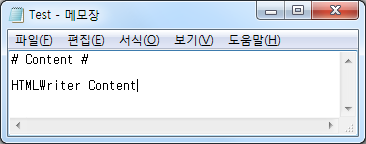 Test - 메모장
파일(F) 편집(E) 서식(O) 보기(V) 도움말(H)
# Content #
HTMLWriter Content